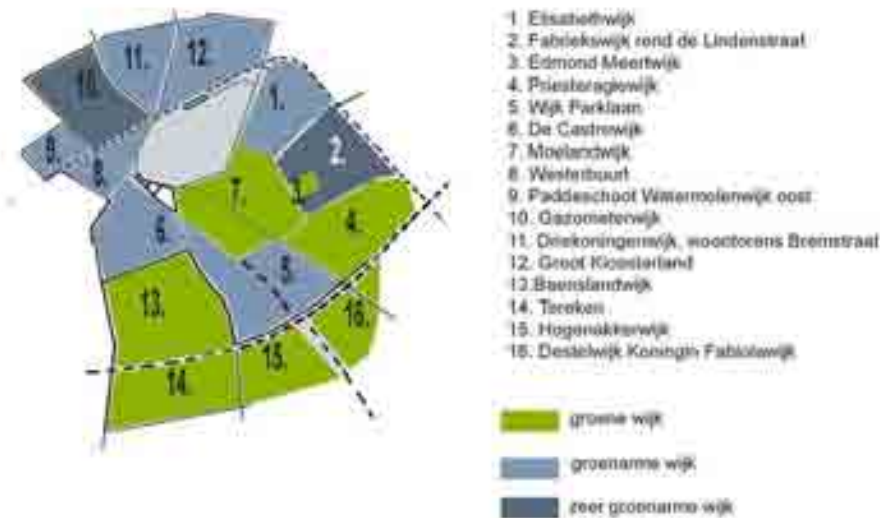 1. Elisabethwijk
2. Fabriekswijk rond de Lindenstraat
3. Edmond Meertwijk
4. Priesteragiewijk
5. Wijk Parklaan
6. De Castrowijk
7. Moelandwijk
8. Westerbuurt
9. Paddeschoot Watermolenwijk oost
10. Gazometerwijk
11. Driekoningenwijk, woontorens Bremstraat
12. Groot Kloosterland
13.Baenslandwijk
14. Tereken
15. Hogenakkerwijk
16. Destelwijk Koningin Fabiolawijk
groene wijk
groenarme wijk
zeer groenarme wijk
10.
11.
12.
1.
2.
9.
8.
7.
3.
4.
6.
5.
13.
16.
15.
14.